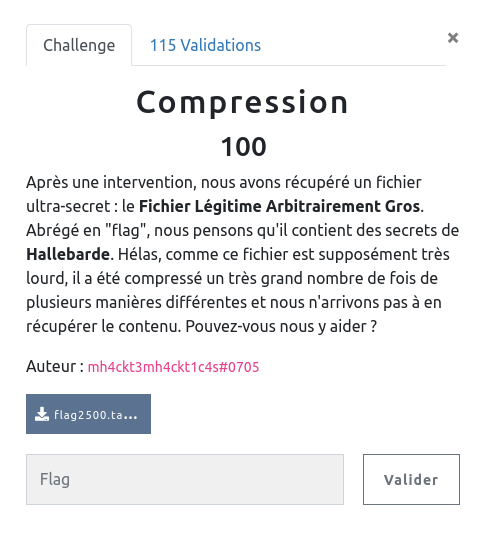 Challenge
115 Validations
×
Compression
100
Après une intervention, nous avons récupéré un fichier
ultra-secret : le Fichier Légitime Arbitrairement Gros.
Abrégé en "flag", nous pensons qu'il contient des secrets de
Hallebarde. Hélas, comme ce fichier est supposément très
lourd, il a été compressé un très grand nombre de fois de
plusieurs manières différentes et nous n'arrivons pas à en
récupérer le contenu. Pouvez-vous nous y aider ?
Auteur : mh4ckt3mh4ckt1c4s#0705
flag2500.ta...
Flag
Valider